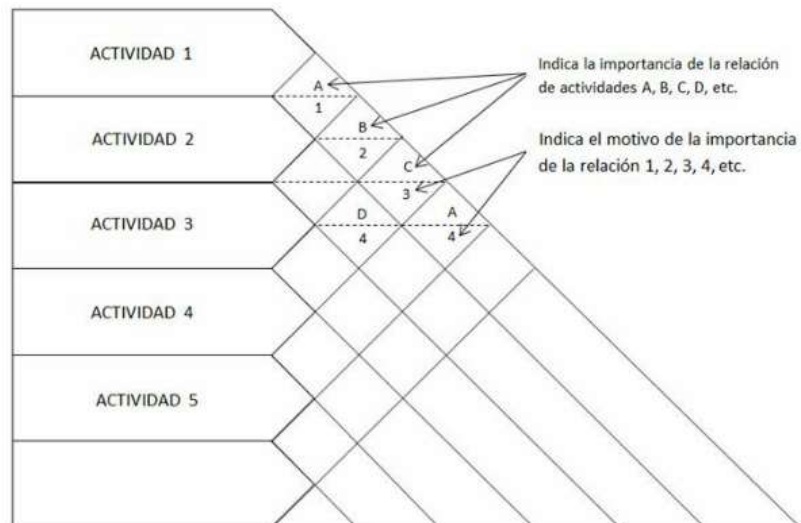 ACTIVIDAD 1
Indica la importancia de la relación
de actividades A, B, C, D, etc.
A
1
ACTIVIDAD 2
B
2
Indica el motivo de la importancia
de la relación 1, 2, 3, 4, etc.
C
3
ACTIVIDAD 3
D
4
A
4
ACTIVIDAD 4
ACTIVIDAD 5